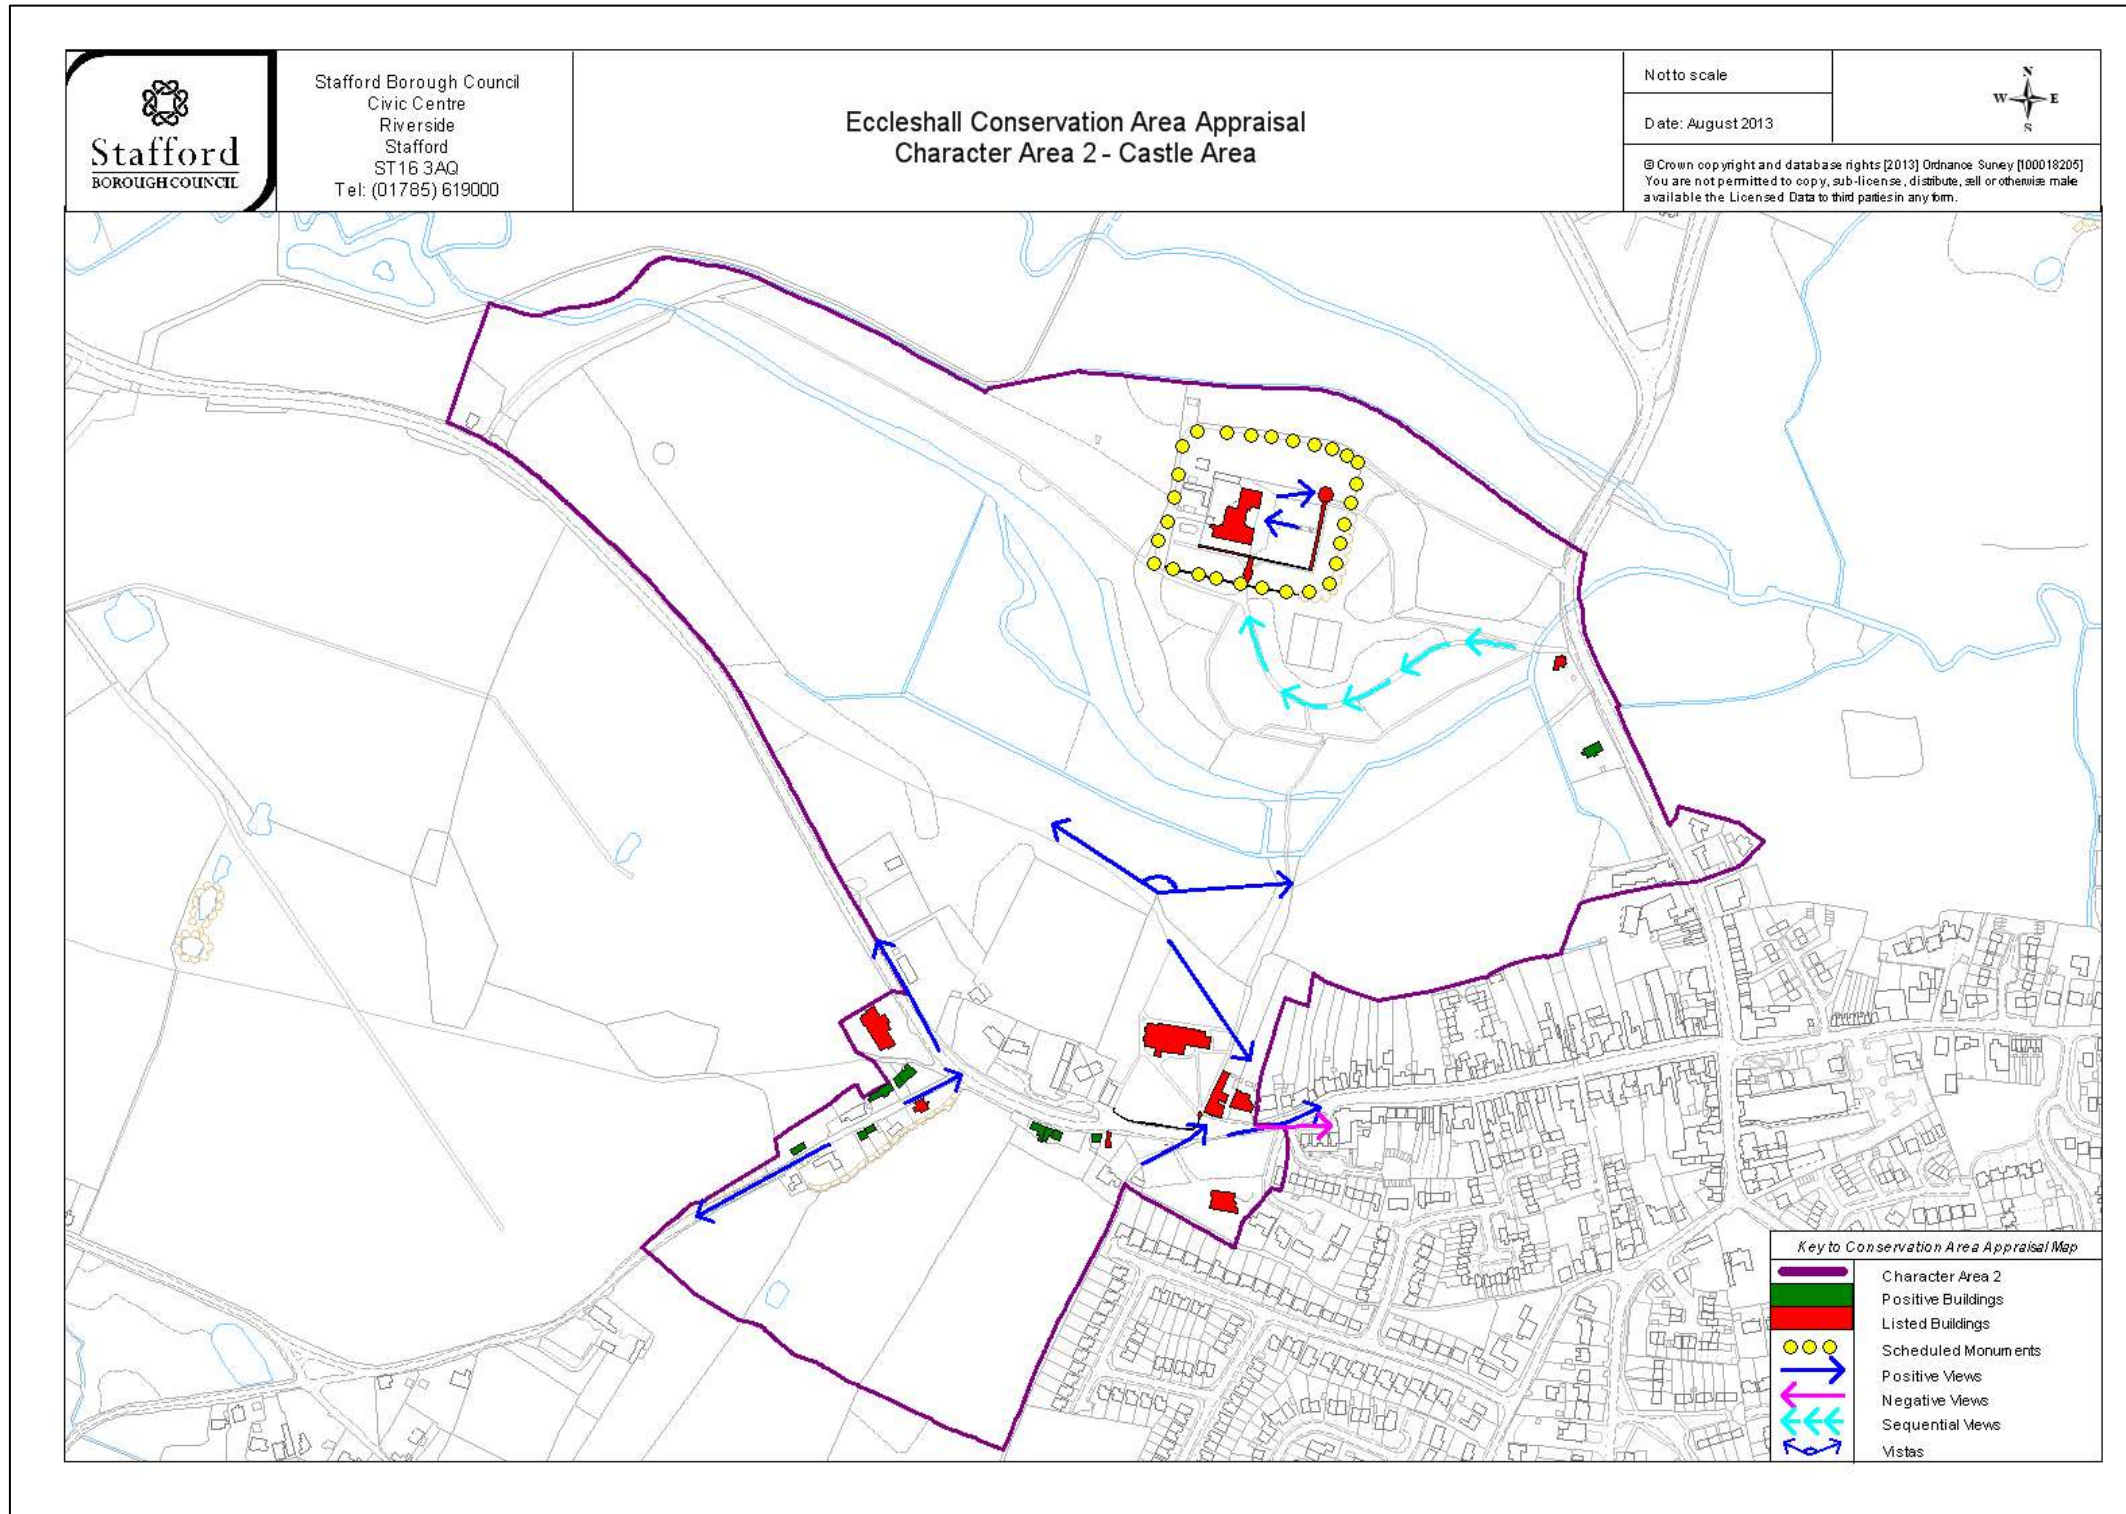 Stafford
BOROUGH COUNCIL
Stafford Borough Council
Civic Centre
Riverside
Stafford
ST16 3AQ
Tel: (01785) 619000
Eccleshall Conservation Area Appraisal
Character Area 2 - Castle Area
Not to scale
Date: August 2013
N
W E
S
© Crown copyright and database rights [2013] Ordnance Survey [100018205]
You are not permitted to copy, sub-license, distribute, sell or otherwise make
available the Licensed Data to third parties in any form.
Key to Conservation Area Appraisal Map
Character Area 2
Positive Buildings
Listed Buildings
Scheduled Monuments
Positive Views
Negative Views
Sequential Views
Vistas